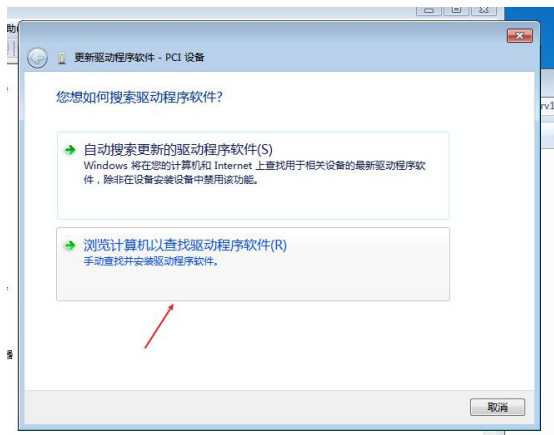 助
更新驱动程序软件 - PCI 设备
您想如何搜索驱动程序软件?
rv1
自动搜索更新的驱动程序软件(S)
Windows 将在您的计算机和 Internet 上查找用于相关设备的最新驱动程序软
件，除非在设备安装设备中禁用该功能。
浏览计算机以查找驱动程序软件(R)
手动查找并安装驱动程序软件。
器
取消